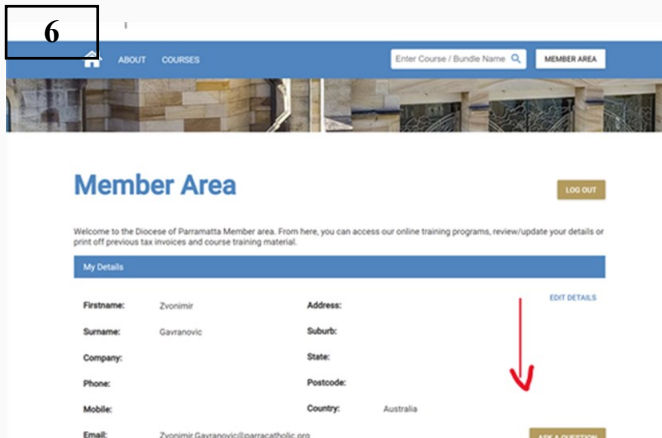 6
ABOUT COURSES Enter Course / Bundle Name MEMBER AREA
Member Area
LOG OUT
Welcome to the Diocese of Parramatta Member area. From here, you can access our online training programs, review/update your details or
print off previous tax invoices and course training material.
My Details
EDIT DETAILS
Firstname: Zvonimir Address:
Surname: Gavranovic Suburb:
Company: State:
Phone: Postcode:
Mobile: Country: Australia
Email: Zvonimir.Gavranovic@parracatholic.org ASK A QUESTION